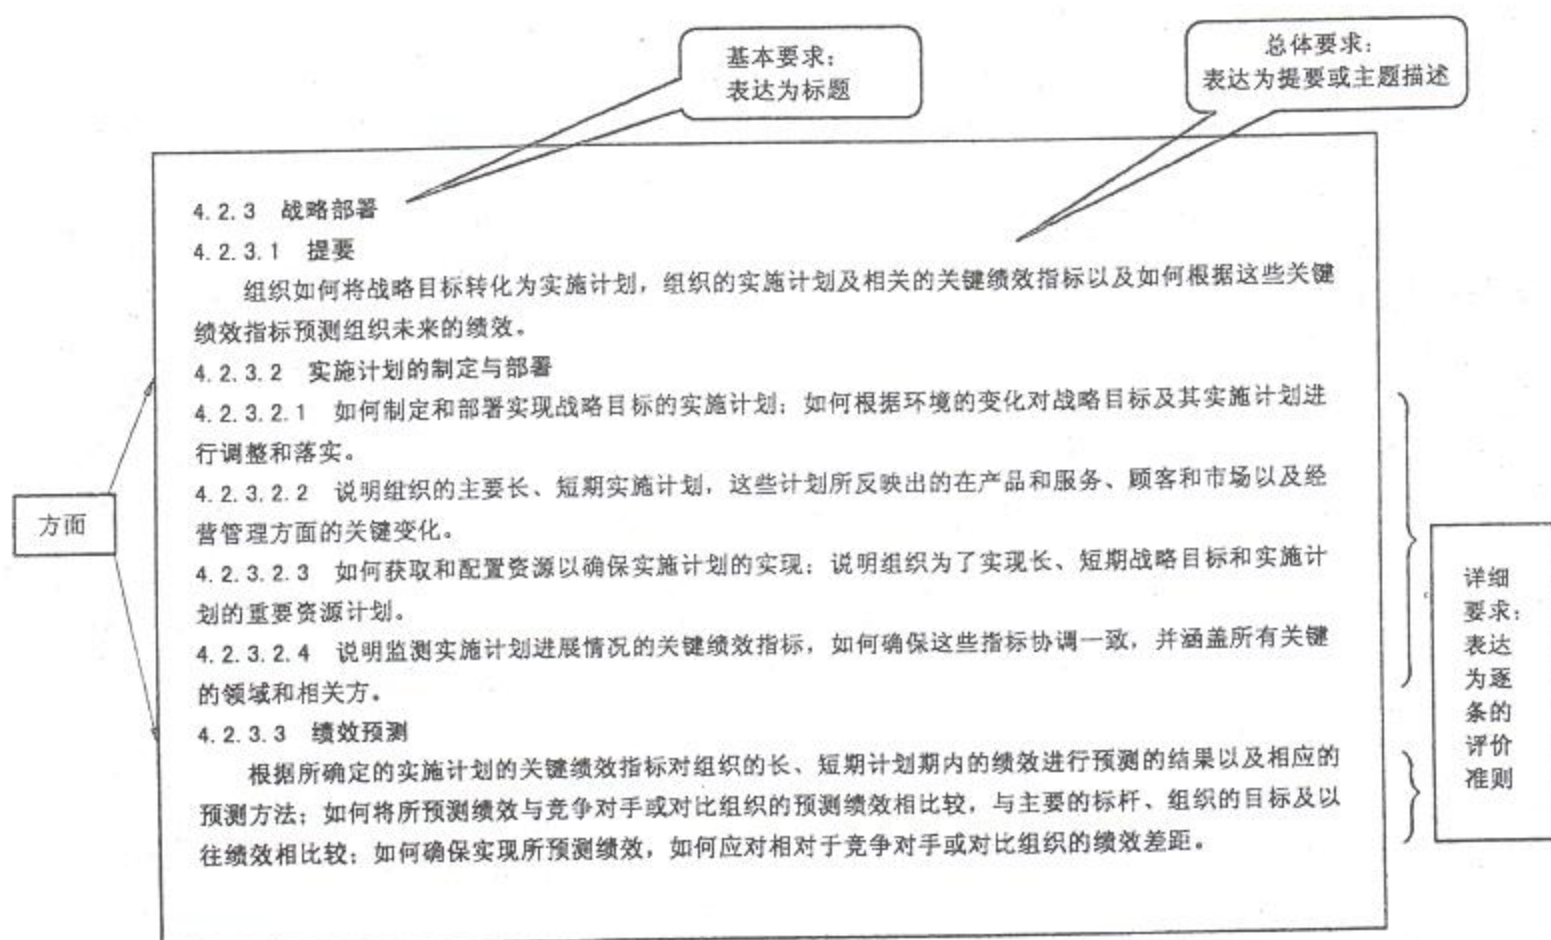 基本要求：
表达为标题
总体要求：
表达为提要或主题描述
4.2.3 战略部署
4.2.3.1 提要
组织如何将战略目标转化为实施计划，组织的实施计划及相关的关键绩效指标以及如何根据这些关键
绩效指标预测组织未来的绩效。
4.2.3.2 实施计划的制定与部署
4.2.3.2.1 如何制定和部署实现战略目标的实施计划；如何根据环境的变化对战略目标及其实施计划进
行调整和落实。
4.2.3.2.2 说明组织的主要长、短期实施计划，这些计划所反映出的在产品和服务、顾客和市场以及经
营管理方面的关键变化。
4.2.3.2.3 如何获取和配置资源以确保实施计划的实现；说明组织为了实现长、短期战略目标和实施计
划的重要资源计划。
4.2.3.2.4 说明监测实施计划进展情况的关键绩效指标，如何确保这些指标协调一致，并涵盖所有关键
的领域和相关方。
4.2.3.3 绩效预测
根据所确定的实施计划的关键绩效指标对组织的长、短期计划期内的绩效进行预测的结果以及相应的
预测方法；如何将所预测绩效与竞争对手或对比组织的预测绩效相比较，与主要的标杆、组织的目标及以
往绩效相比较；如何确保实现所预测绩效，如何应对相对于竞争对手或对比组织的绩效差距。
方面
详细
要求：
表达
为逐
条的
评价
准则